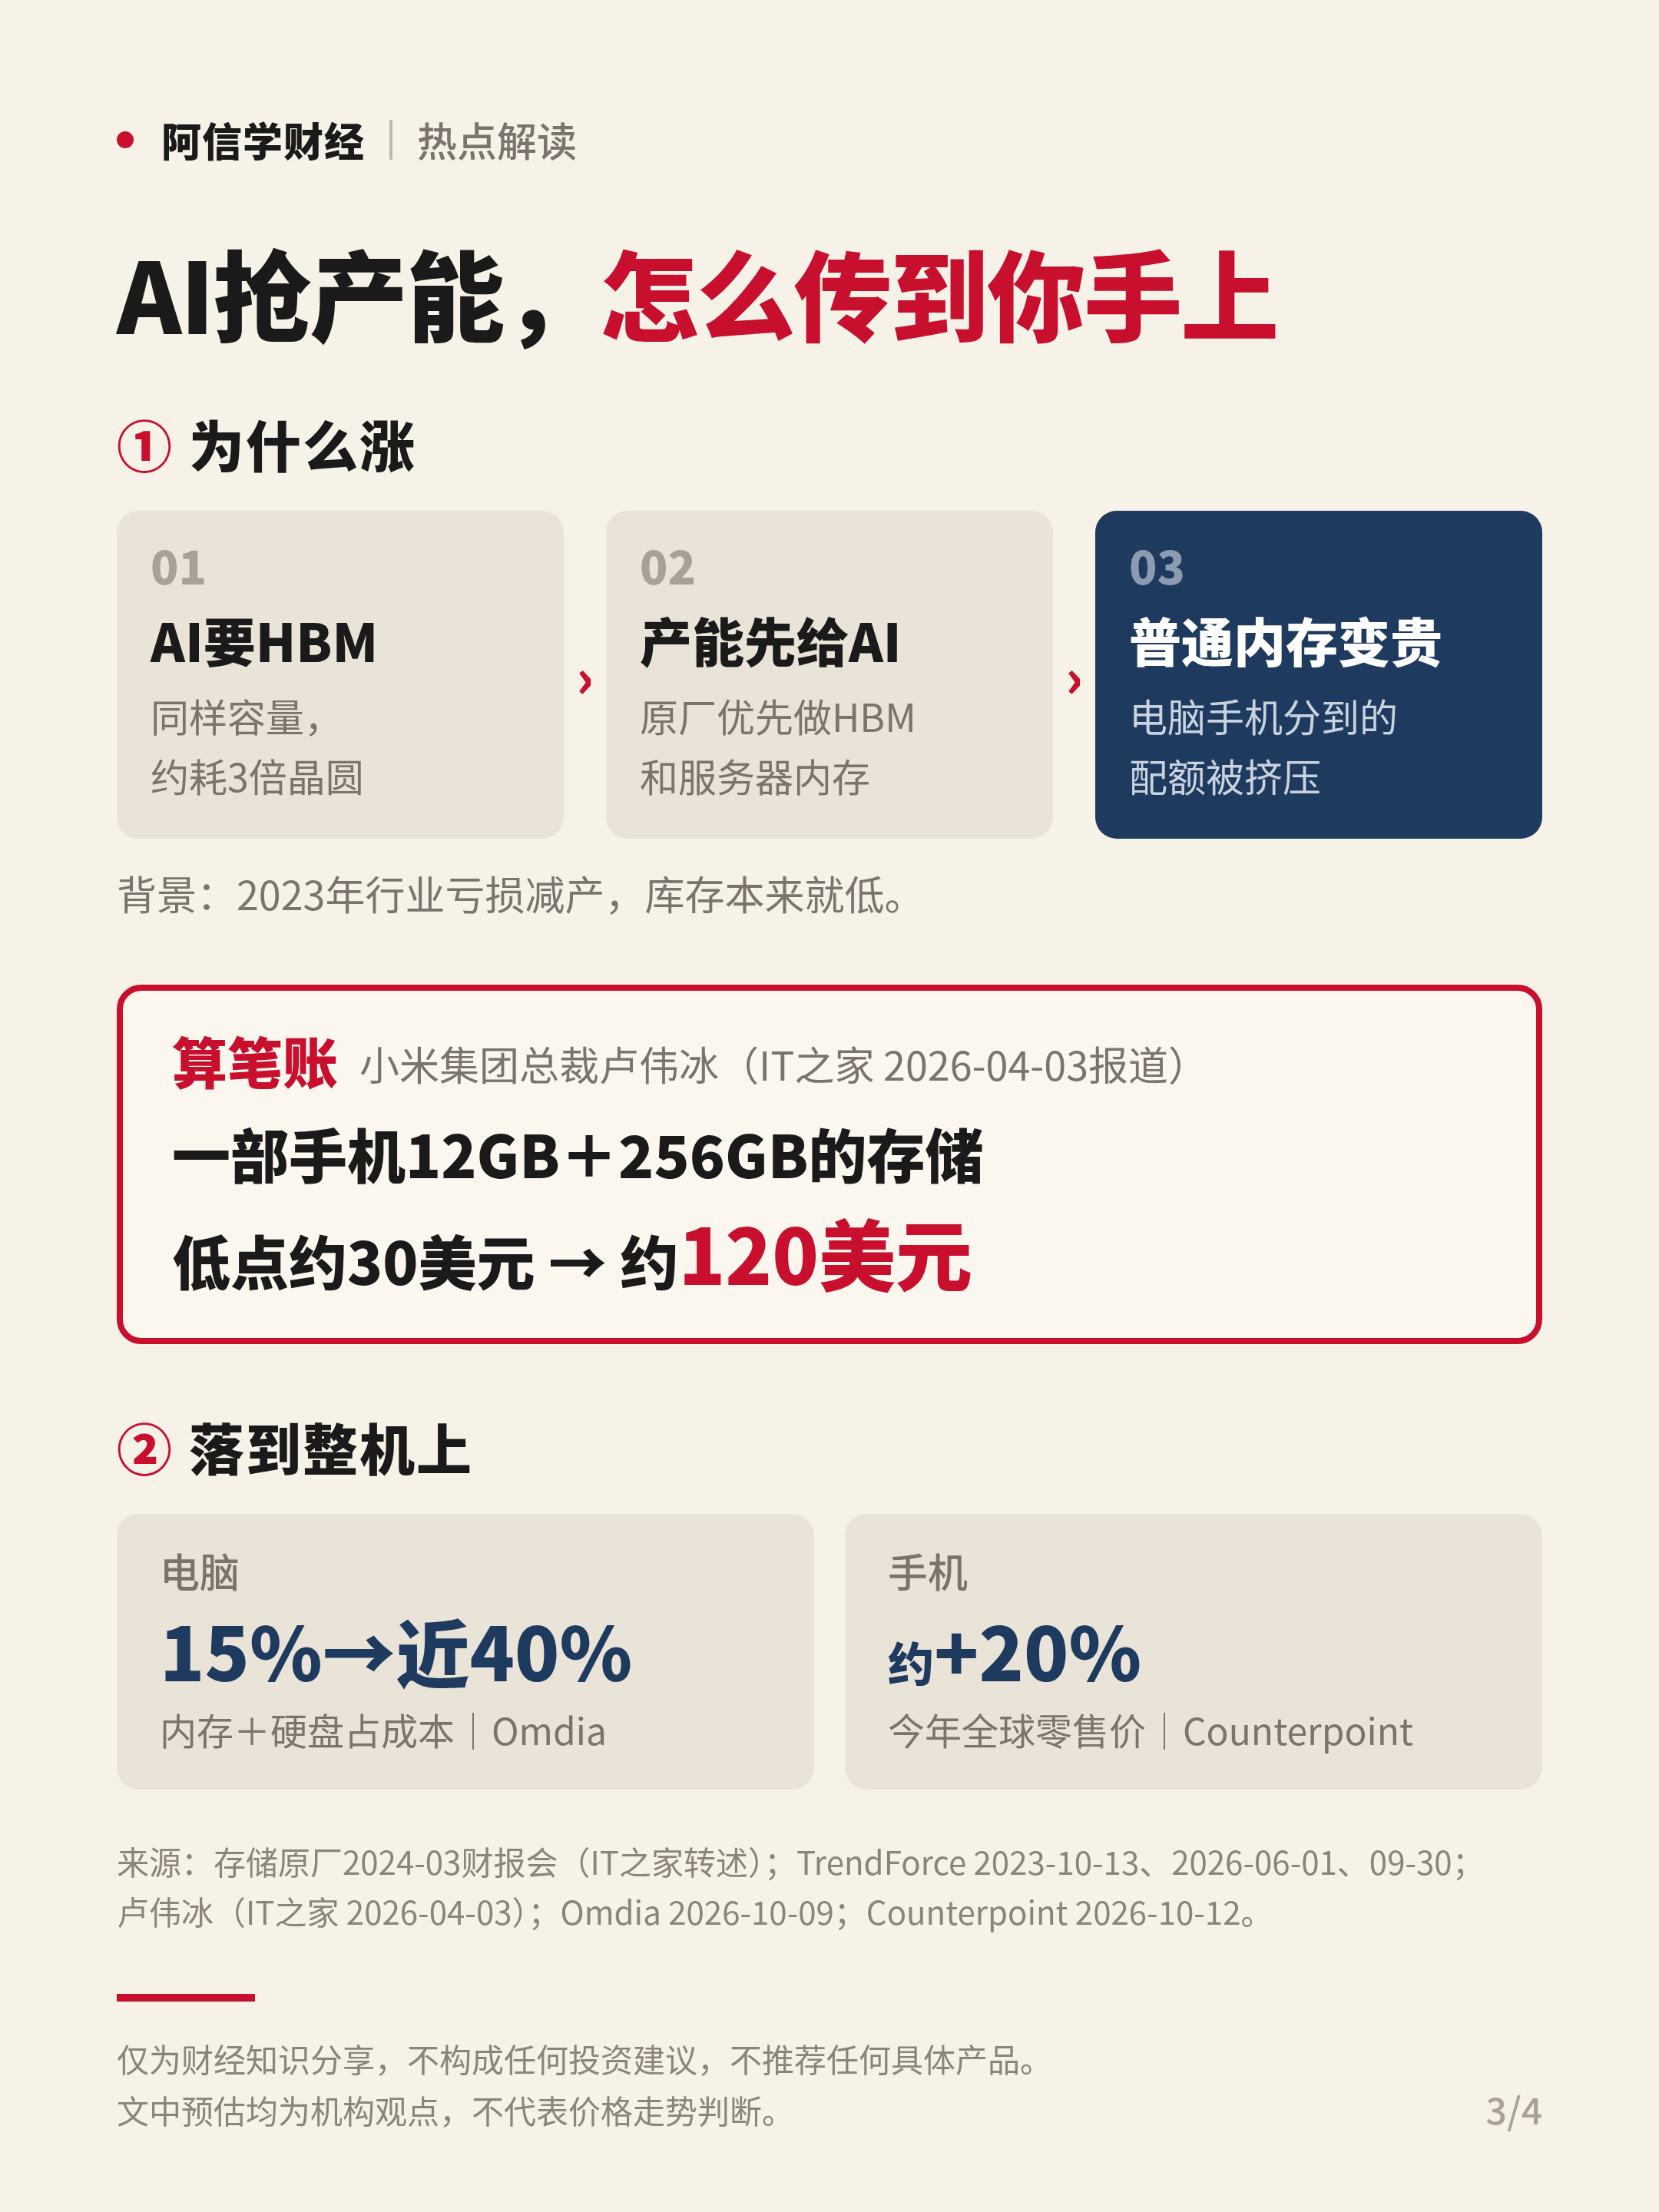 阿信学财经｜热点解读
AI抢产能，怎么传到你手上
① 为什么涨
01
AI要HBM
同样容量，
约耗3倍晶圆
›
02
产能先给AI
原厂优先做HBM
和服务器内存
›
03
普通内存变贵
电脑手机分到的
配额被挤压
背景：2023年行业亏损减产，库存本来就低。
算笔账 小米集团总裁卢伟冰（IT之家 2026-04-03报道）
一部手机12GB＋256GB的存储
低点约30美元 → 约120美元
② 落到整机上
电脑
15%→近40%
内存＋硬盘占成本｜Omdia
手机
约+20%
今年全球零售价｜Counterpoint
来源：存储原厂2024-03财报会（IT之家转述）；TrendForce 2023-10-13、2026-06-01、09-30；
卢伟冰（IT之家 2026-04-03）；Omdia 2026-10-09；Counterpoint 2026-10-12。
仅为财经知识分享，不构成任何投资建议，不推荐任何具体产品。
文中预估均为机构观点，不代表价格走势判断。
3/4